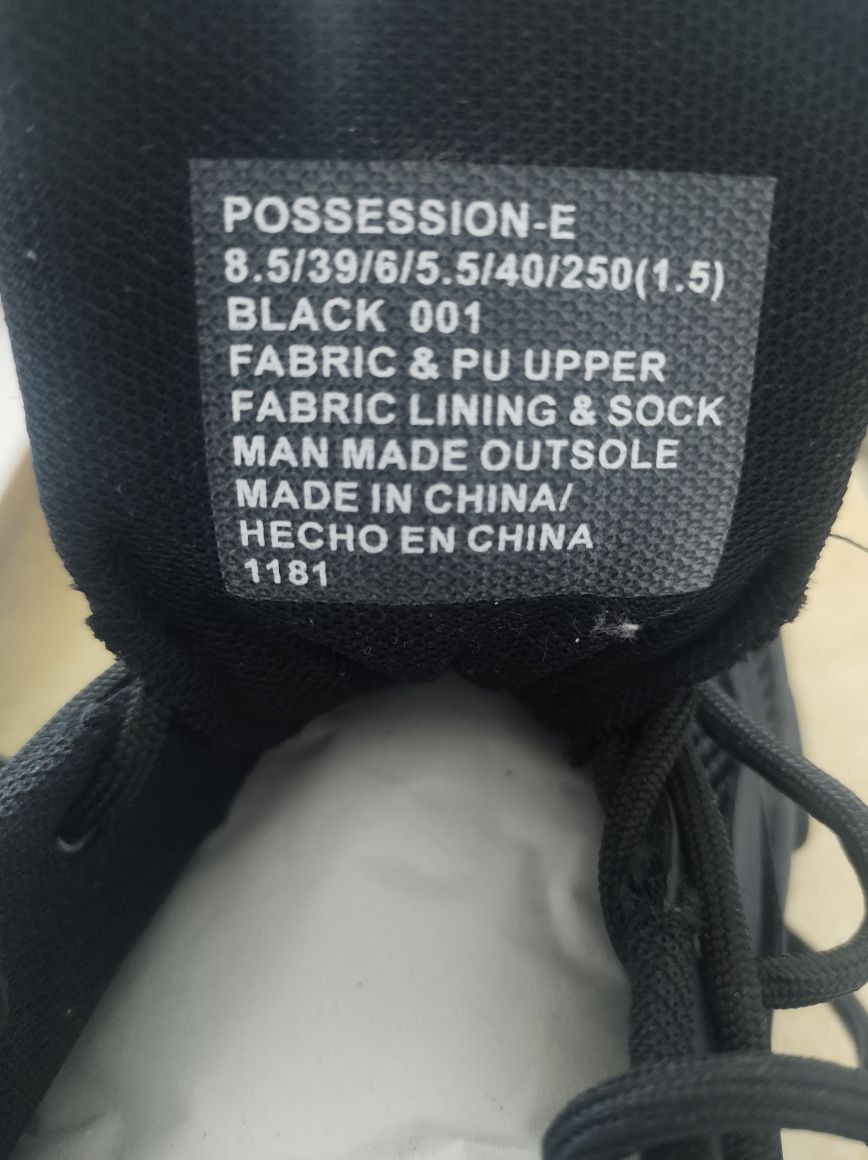 POSSESSION-E
8.5/39/6/5.5/40/250(1.5)
BLACK 001
FABRIC & PU UPPER
FABRIC LINING & SOCK
MAN MADE OUTSOLE
MADE IN CHINA/
HECHO EN CHINA
1181